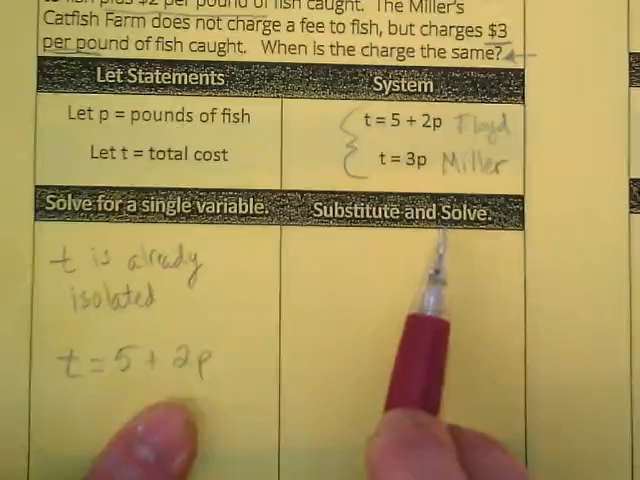 to fish plus $2 per pound of fish caught. The Miller's
Catfish Farm does not charge a fee to fish, but charges $3
per pound of fish caught. When is the charge the same?
Let Statements
System
Let p = pounds of fish
t = 5 + 2p Floyd
Let t = total cost
t = 3p Miller
Solve for a single variable.
Substitute and Solve.
t is already
isolated
t = 5 + 2p